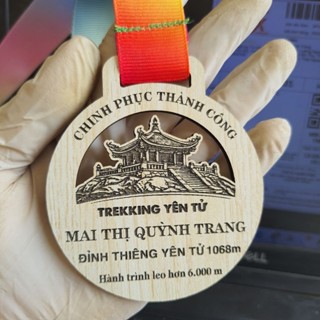 CHINH PHỤC THÀNH CÔNG
TREKKING YÊN TỬ
MAI THỊ QUỲNH TRANG
ĐỈNH THIÊNG YÊN TỬ 1068m
Hành trình leo hơn 6.000 m
DELL